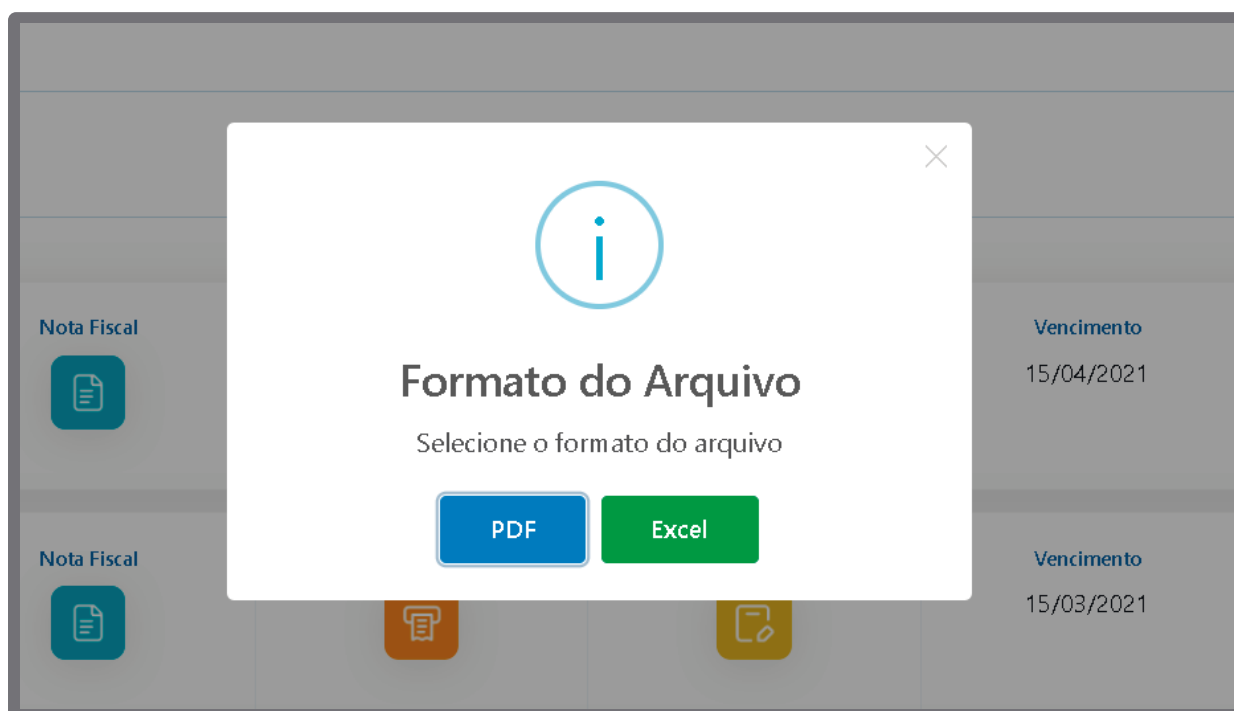 Formato do Arquivo
Selecione o formato do arquivo
PDF
Excel
Nota Fiscal
Vencimento
15/04/2021
Nota Fiscal
Vencimento
15/03/2021